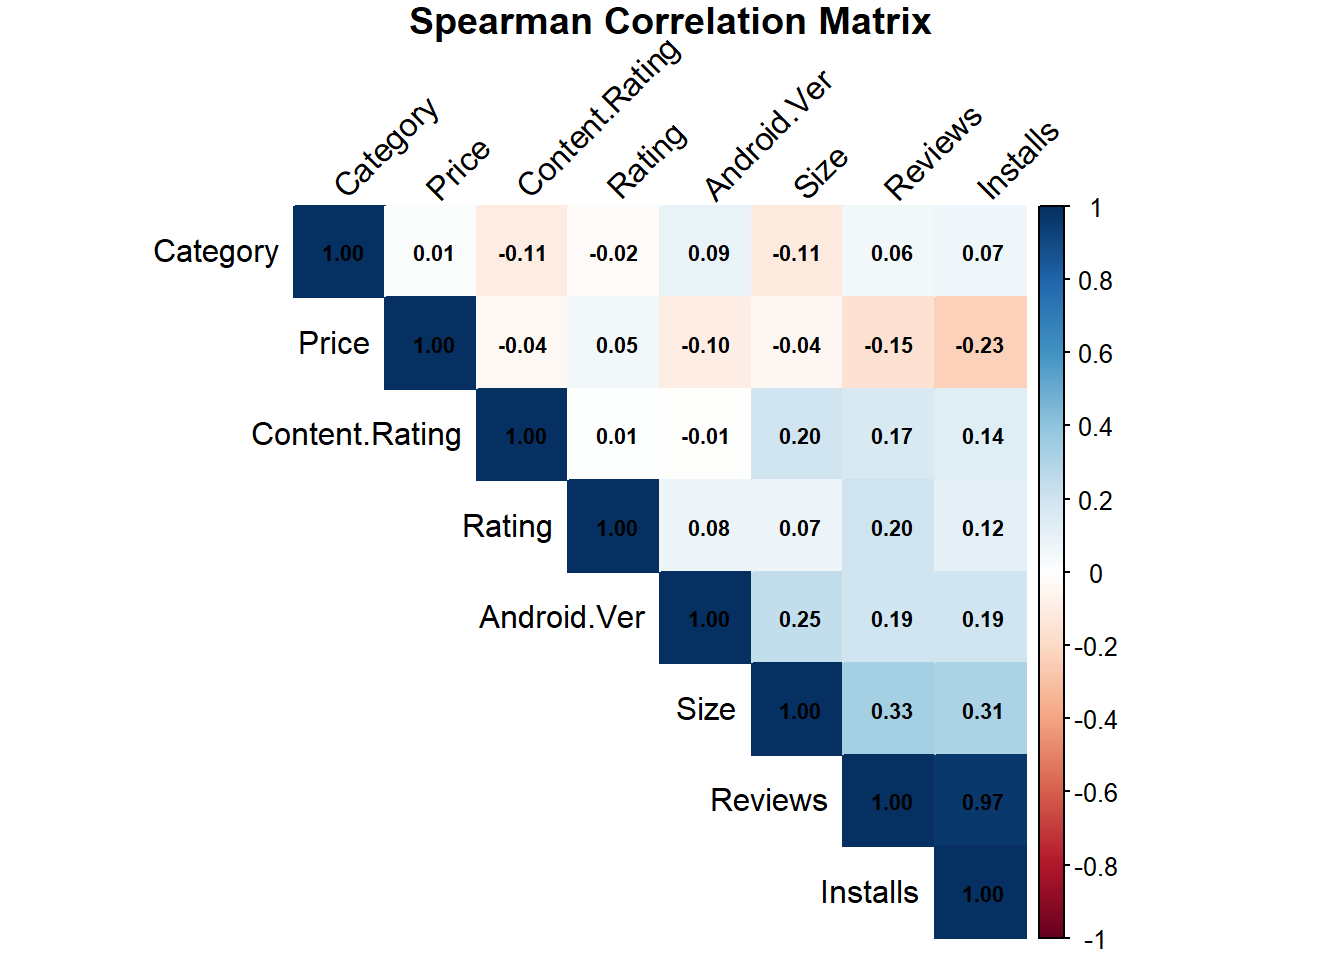 Spearman Correlation Matrix
Category Price Content.Rating Rating Android.Ver Size Reviews Installs
Category 1.00 0.01 -0.11 -0.02 0.09 -0.11 0.06 0.07
Price 1.00 -0.04 0.05 -0.10 -0.04 -0.15 -0.23
Content.Rating 1.00 0.01 -0.01 0.20 0.17 0.14
Rating 1.00 0.08 0.07 0.20 0.12
Android.Ver 1.00 0.25 0.19 0.19
Size 1.00 0.33 0.31
Reviews 1.00 0.97
Installs 1.00
1
0.8
0.6
0.4
0.2
0
-0.2
-0.4
-0.6
-0.8
-1